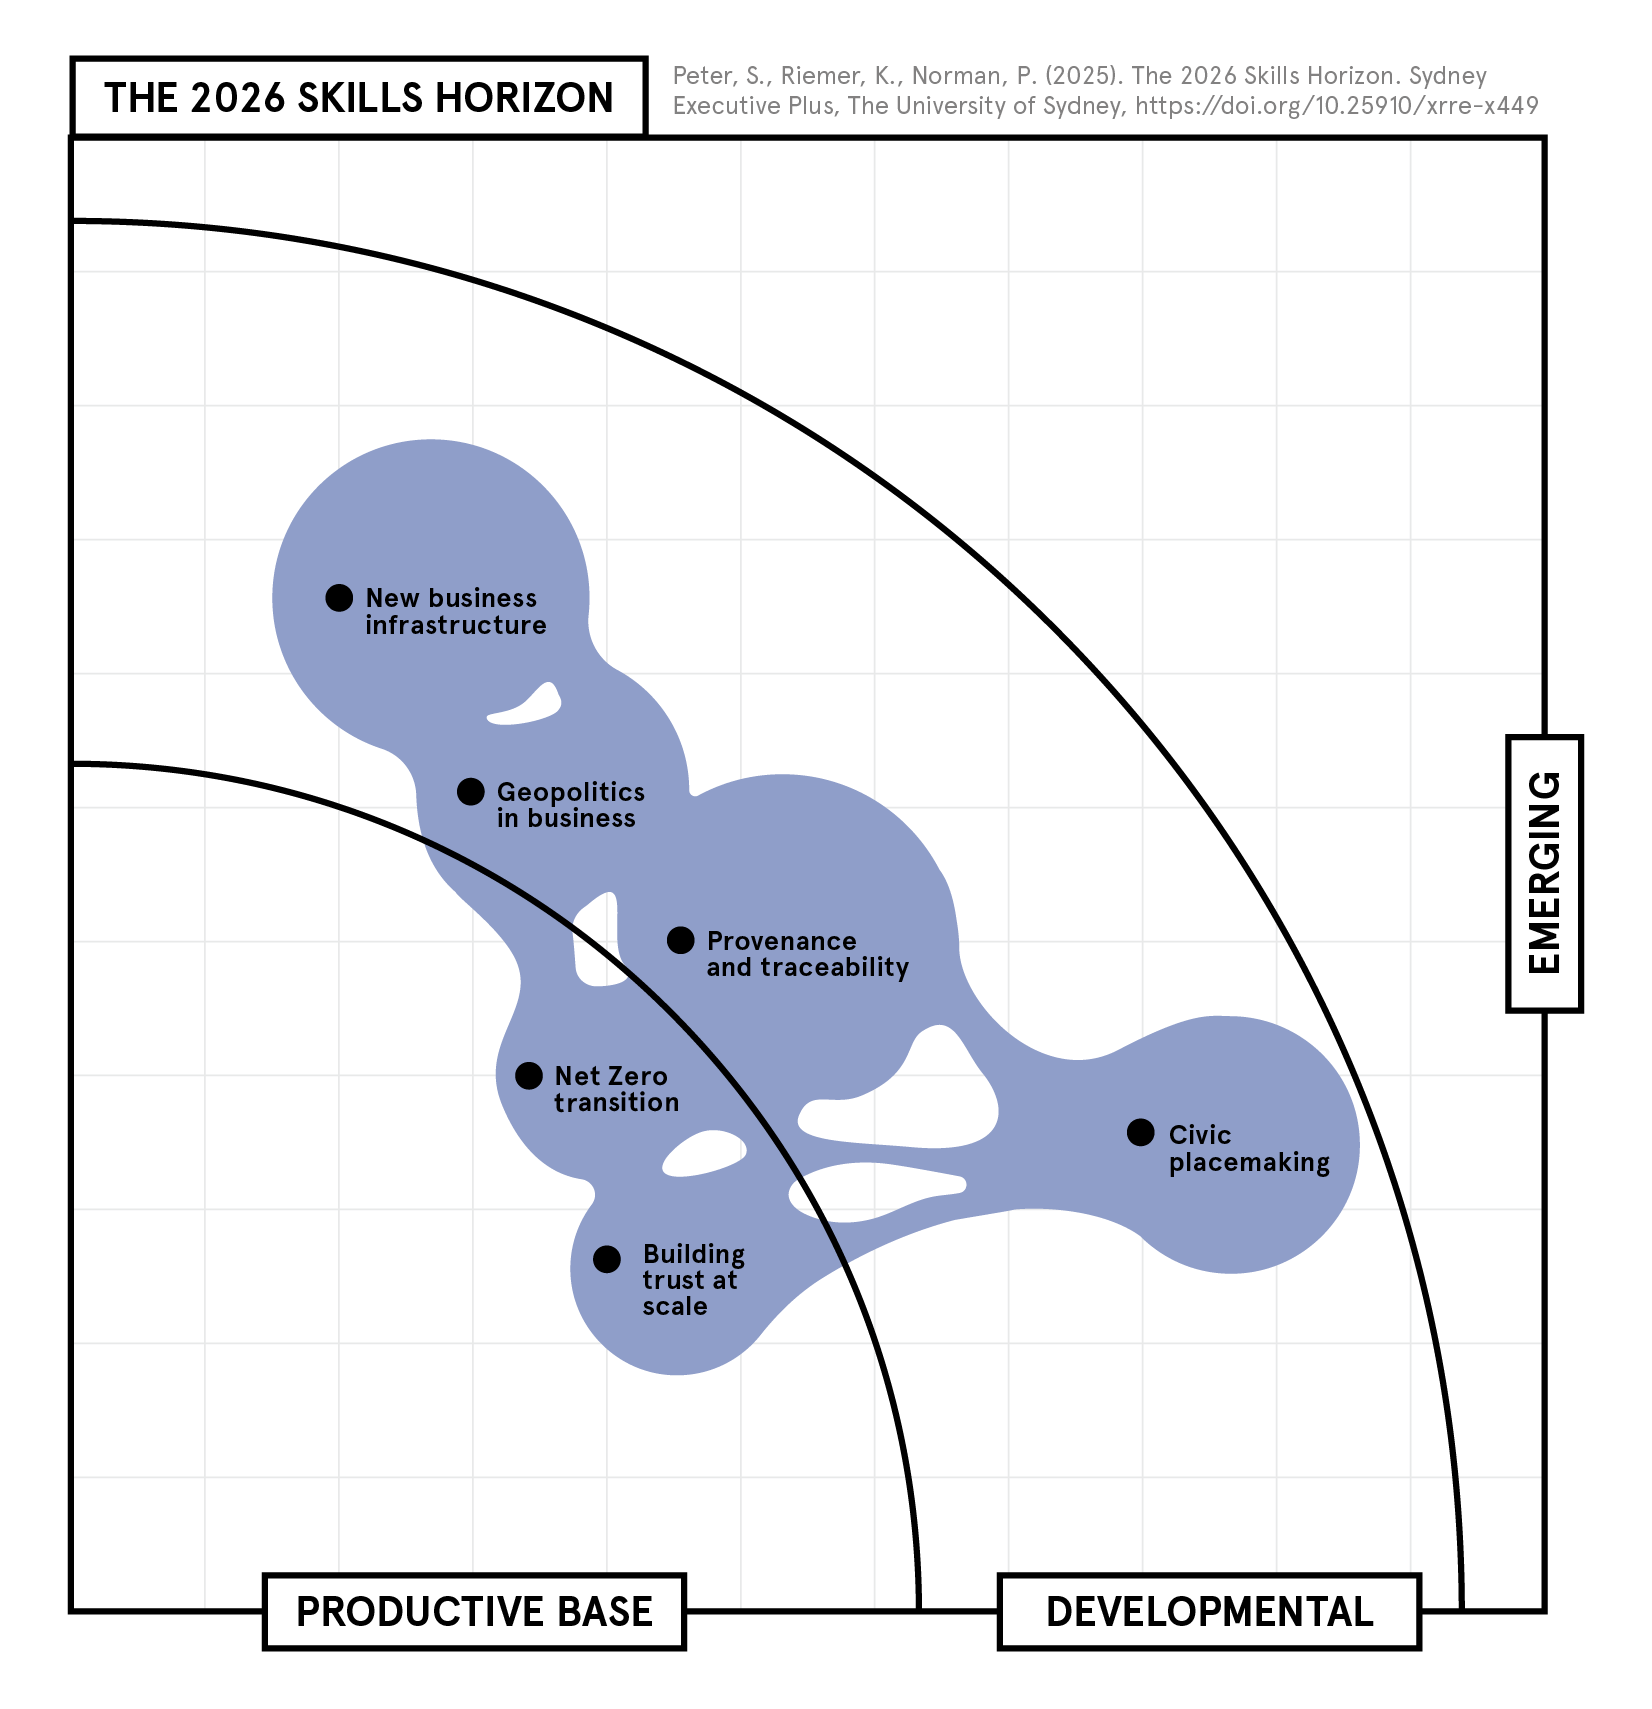 THE 2026 SKILLS HORIZON
Peter, S., Riemer, K., Norman, P. (2025). The 2026 Skills Horizon. Sydney
Executive Plus, The University of Sydney, https://doi.org/10.25910/xrre-x449
New business
infrastructure
Geopolitics
in business
Provenance
and traceability
Net Zero
transition
Civic
placemaking
Building
trust at
scale
EMERGING
PRODUCTIVE BASE
DEVELOPMENTAL